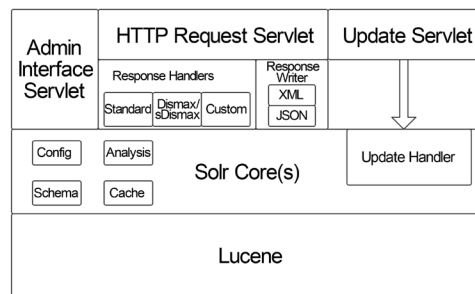 Admin
Interface
Servlet
HTTP Request Servlet
Update Servlet
Response Handlers
Standard
Dismax/
sDismax
Custom
Response
Writer
XML
JSON
Config
Analysis
Schema
Cache
Solr Core(s)
Update Handler
Lucene